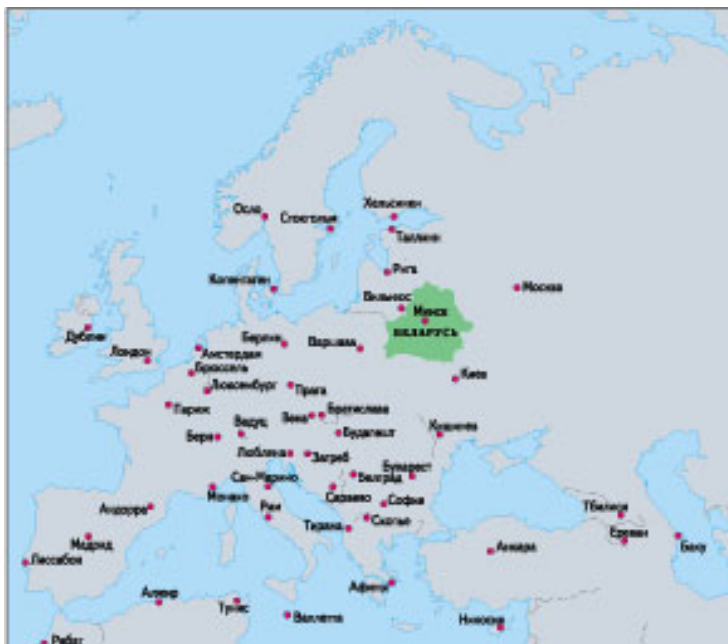 Осло
Стокгольм
Хельсинки
Таллинн
Рига
Копенгаген
Вильнюс
Минск
БЕЛАРУСЬ
Москва
Дублин
Лондон
Амстердам
Берлин
Варшава
Брюссель
Люксембург
Прага
Киев
Париж
Вена
Братислава
Вадуц
Берн
Будапешт
Кишинев
Любляна
Загреб
Белград
Бухарест
Сан-Марино
Монако
Сараево
София
Андорра
Рим
Скопье
Тирана
Тбилиси
Мадрид
Ереван
Баку
Лиссабон
Анкара
Афины
Алжир
Тунис
Валлетта
Никосия
Рабат